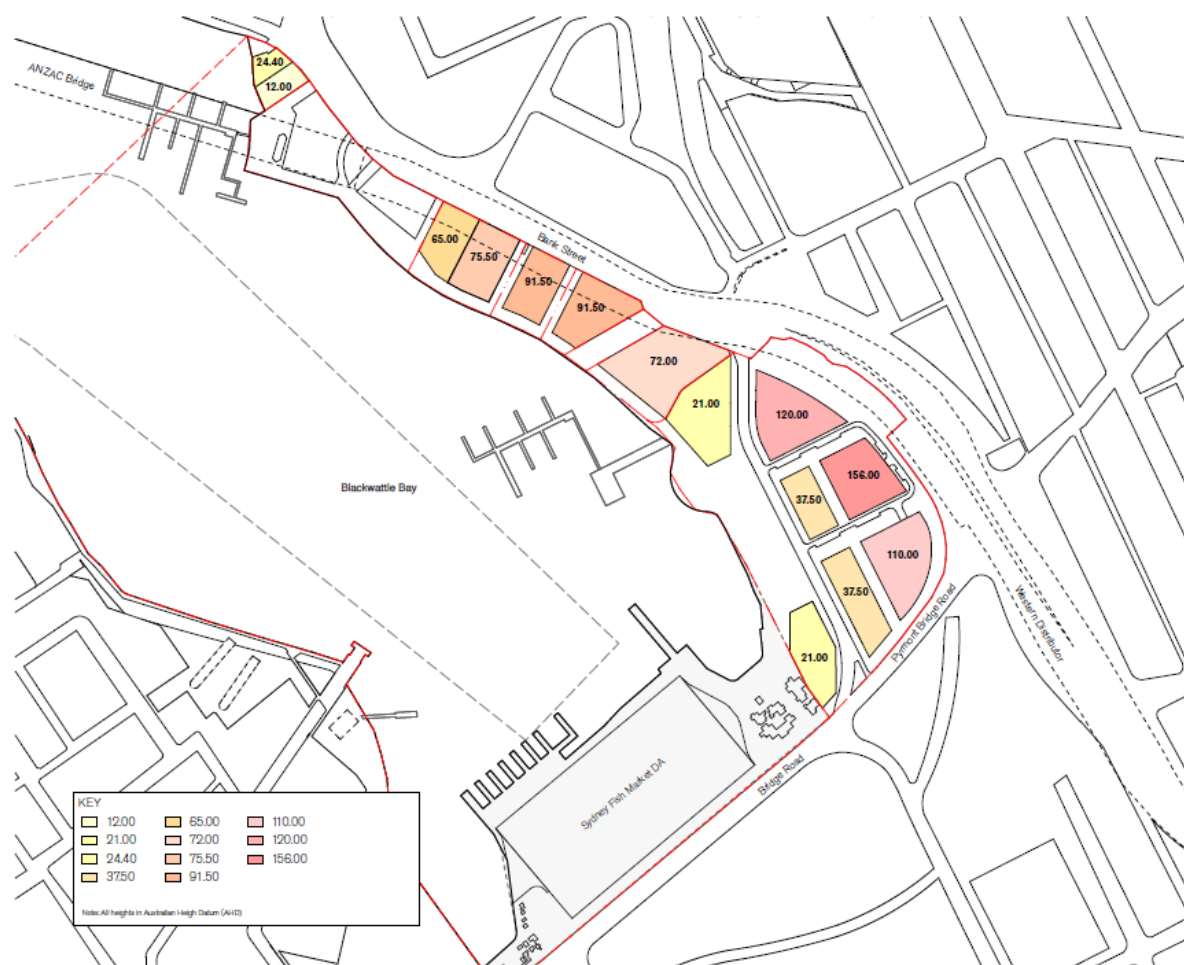 24.40
ANZAC Bridge
12.00
65.00
75.50
Bank Street
91.50
91.50
72.00
21.00
120.00
156.00
37.50
Blackwattle Bay
110.00
37.50
Pyrmont Bridge Road
Western Distributor
21.00
Sydney Fish Market DA
Bridge Road
KEY
12.00 65.00 110.00
21.00 72.00 120.00
24.40 75.50 156.00
37.50 91.50
Note: All heights in Australian Heigh Datum (AHD)